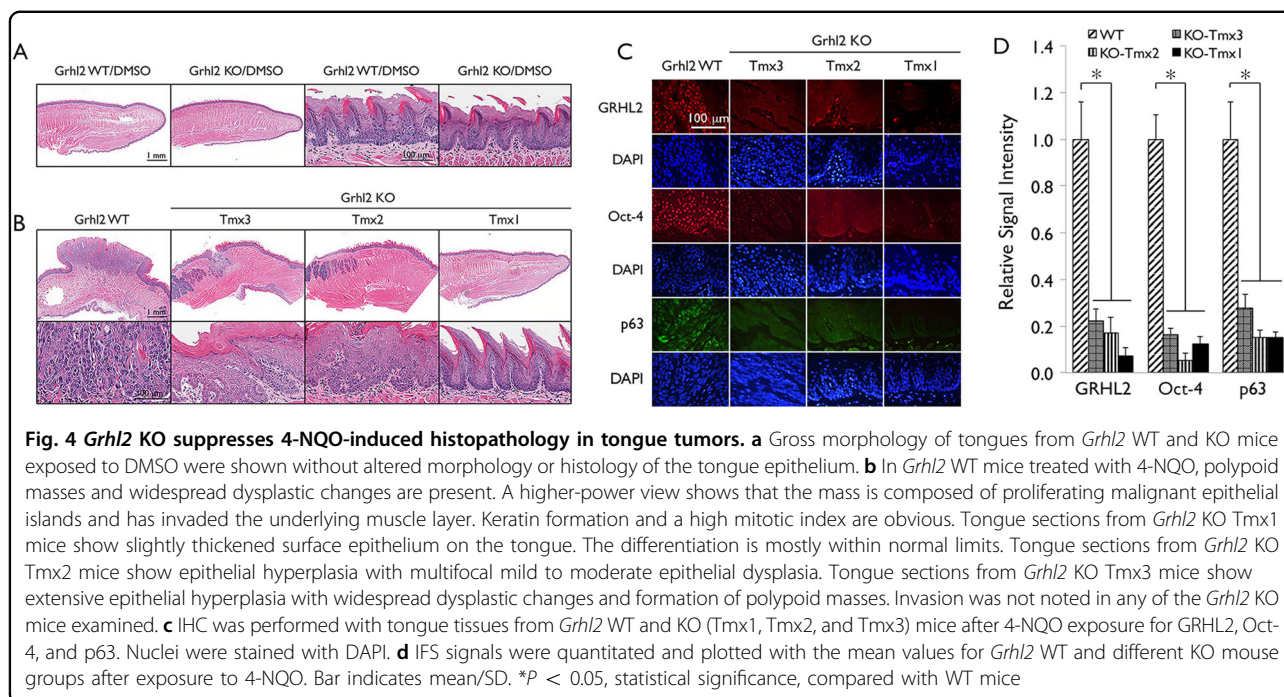 A
Grhl2 WT/DMSO Grhl2 KO/DMSO Grhl2 WT/DMSO Grhl2 KO/DMSO
1 mm
100 μm
B
Grhl2 KO
Grhl2 WT Tmx3 Tmx2 Tmx1
1 mm
C
Grhl2 KO
Grhl2 WT Tmx3 Tmx2 Tmx1
GRHL2
100 μm
DAPI
Oct-4
DAPI
p63
DAPI
D
WT KO-Tmx3
KO-Tmx2 KO-Tmx1
Relative Signal Intensity
1.4
1.2
1.0
0.8
0.6
0.4
0.2
0.0
* * *
GRHL2 Oct-4 p63
Fig. 4 Grhl2 KO suppresses 4-NQO-induced histopathology in tongue tumors. a Gross morphology of tongues from Grhl2 WT and KO mice
exposed to DMSO were shown without altered morphology or histology of the tongue epithelium. b In Grhl2 WT mice treated with 4-NQO, polypoid
masses and widespread dysplastic changes are present. A higher-power view shows that the mass is composed of proliferating malignant epithelial
islands and has invaded the underlying muscle layer. Keratin formation and a high mitotic index are obvious. Tongue sections from Grhl2 KO Tmx1
mice show slightly thickened surface epithelium on the tongue. The differentiation is mostly within normal limits. Tongue sections from Grhl2 KO
Tmx2 mice show epithelial hyperplasia with multifocal mild to moderate epithelial dysplasia. Tongue sections from Grhl2 KO Tmx3 mice show
extensive epithelial hyperplasia with widespread dysplastic changes and formation of polypoid masses. Invasion was not noted in any of the Grhl2 KO
mice examined. c IHC was performed with tongue tissues from Grhl2 WT and KO (Tmx1, Tmx2, and Tmx3) mice after 4-NQO exposure for GRHL2, Oct-
4, and p63. Nuclei were stained with DAPI. d IFS signals were quantitated and plotted with the mean values for Grhl2 WT and different KO mouse
groups after exposure to 4-NQO. Bar indicates mean/SD. *P < 0.05, statistical significance, compared with WT mice